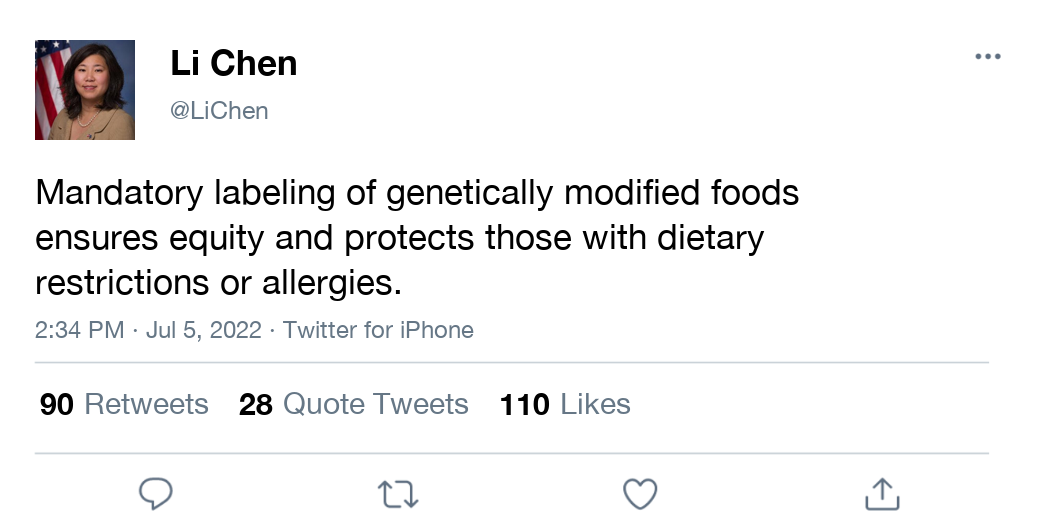 Li Chen
@LiChen
Mandatory labeling of genetically modified foods
ensures equity and protects those with dietary
restrictions or allergies.
2:34 PM · Jul 5, 2022 · Twitter for iPhone
90 Retweets 28 Quote Tweets 110 Likes